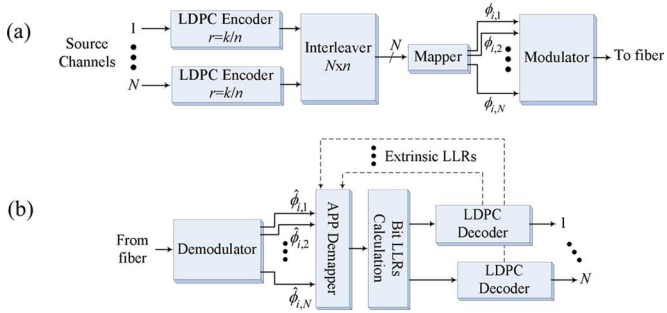 (a)
Source
Channels
1
N
LDPC Encoder
r=k/n
LDPC Encoder
r=k/n
Interleaver
Nxn
N
Mapper
ϕi,1
ϕi,2
ϕi,N
Modulator
To fiber
(b)
From
fiber
Demodulator
ϕ̂i,1
ϕ̂i,2
ϕ̂i,N
APP Demapper
Bit LLRs
Calculation
Extrinsic LLRs
LDPC
Decoder
1
LDPC
Decoder
N